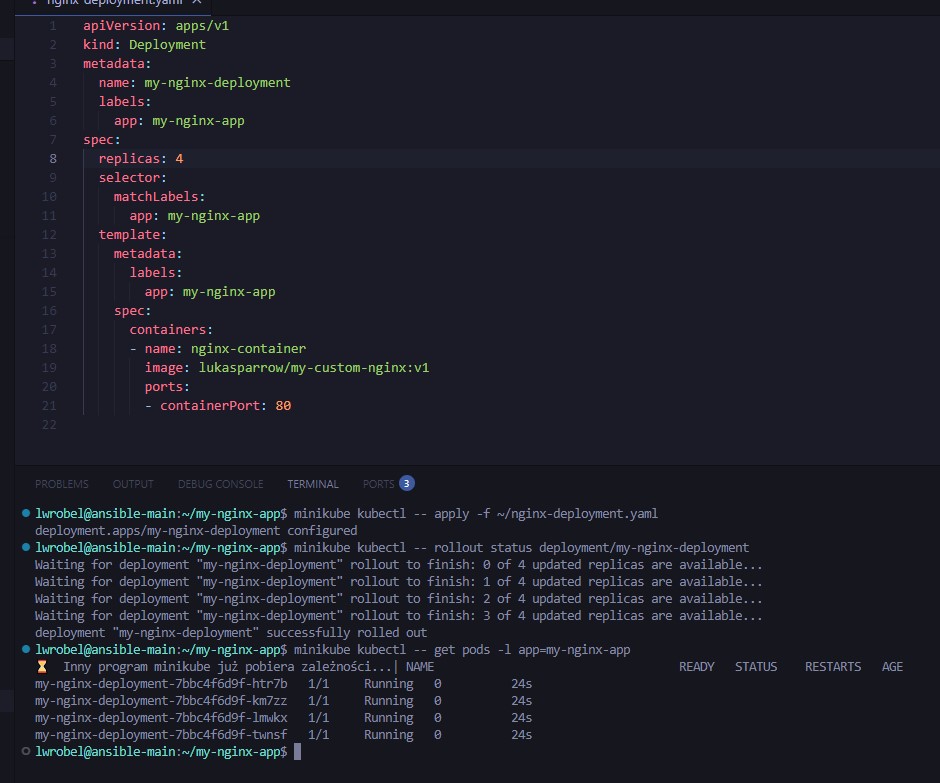 nginx-deployment.yaml ×
1 apiVersion: apps/v1
2 kind: Deployment
3 metadata:
4   name: my-nginx-deployment
5   labels:
6     app: my-nginx-app
7 spec:
8   replicas: 4
9   selector:
10     matchLabels:
11       app: my-nginx-app
12   template:
13     metadata:
14       labels:
15         app: my-nginx-app
16     spec:
17       containers:
18       - name: nginx-container
19         image: lukasparrow/my-custom-nginx:v1
20         ports:
21         - containerPort: 80
22
PROBLEMS OUTPUT DEBUG CONSOLE TERMINAL PORTS 3
lwrobel@ansible-main:~/my-nginx-app$ minikube kubectl -- apply -f ~/nginx-deployment.yaml
deployment.apps/my-nginx-deployment configured
lwrobel@ansible-main:~/my-nginx-app$ minikube kubectl -- rollout status deployment/my-nginx-deployment
Waiting for deployment "my-nginx-deployment" rollout to finish: 0 of 4 updated replicas are available...
Waiting for deployment "my-nginx-deployment" rollout to finish: 1 of 4 updated replicas are available...
Waiting for deployment "my-nginx-deployment" rollout to finish: 2 of 4 updated replicas are available...
Waiting for deployment "my-nginx-deployment" rollout to finish: 3 of 4 updated replicas are available...
deployment "my-nginx-deployment" successfully rolled out
lwrobel@ansible-main:~/my-nginx-app$ minikube kubectl -- get pods -l app=my-nginx-app
⌛ Inny program minikube już pobiera zależności...| NAME READY STATUS RESTARTS AGE
my-nginx-deployment-7bbc4f6d9f-htr7b 1/1 Running 0 24s
my-nginx-deployment-7bbc4f6d9f-km7zz 1/1 Running 0 24s
my-nginx-deployment-7bbc4f6d9f-lmwkx 1/1 Running 0 24s
my-nginx-deployment-7bbc4f6d9f-twnsf 1/1 Running 0 24s
lwrobel@ansible-main:~/my-nginx-app$